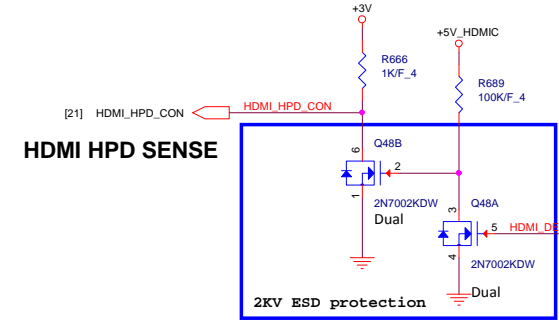 +3V
+5V_HDMIC
R666
1K/F_4
R689
100K/F_4
[21] HDMI_HPD_CON
HDMI_HPD_CON
HDMI HPD SENSE
6
Q48B
2
1
2N7002KDW
Dual
3
Q48A
5
HDMI_DE
4
2N7002KDW
Dual
2KV ESD protection